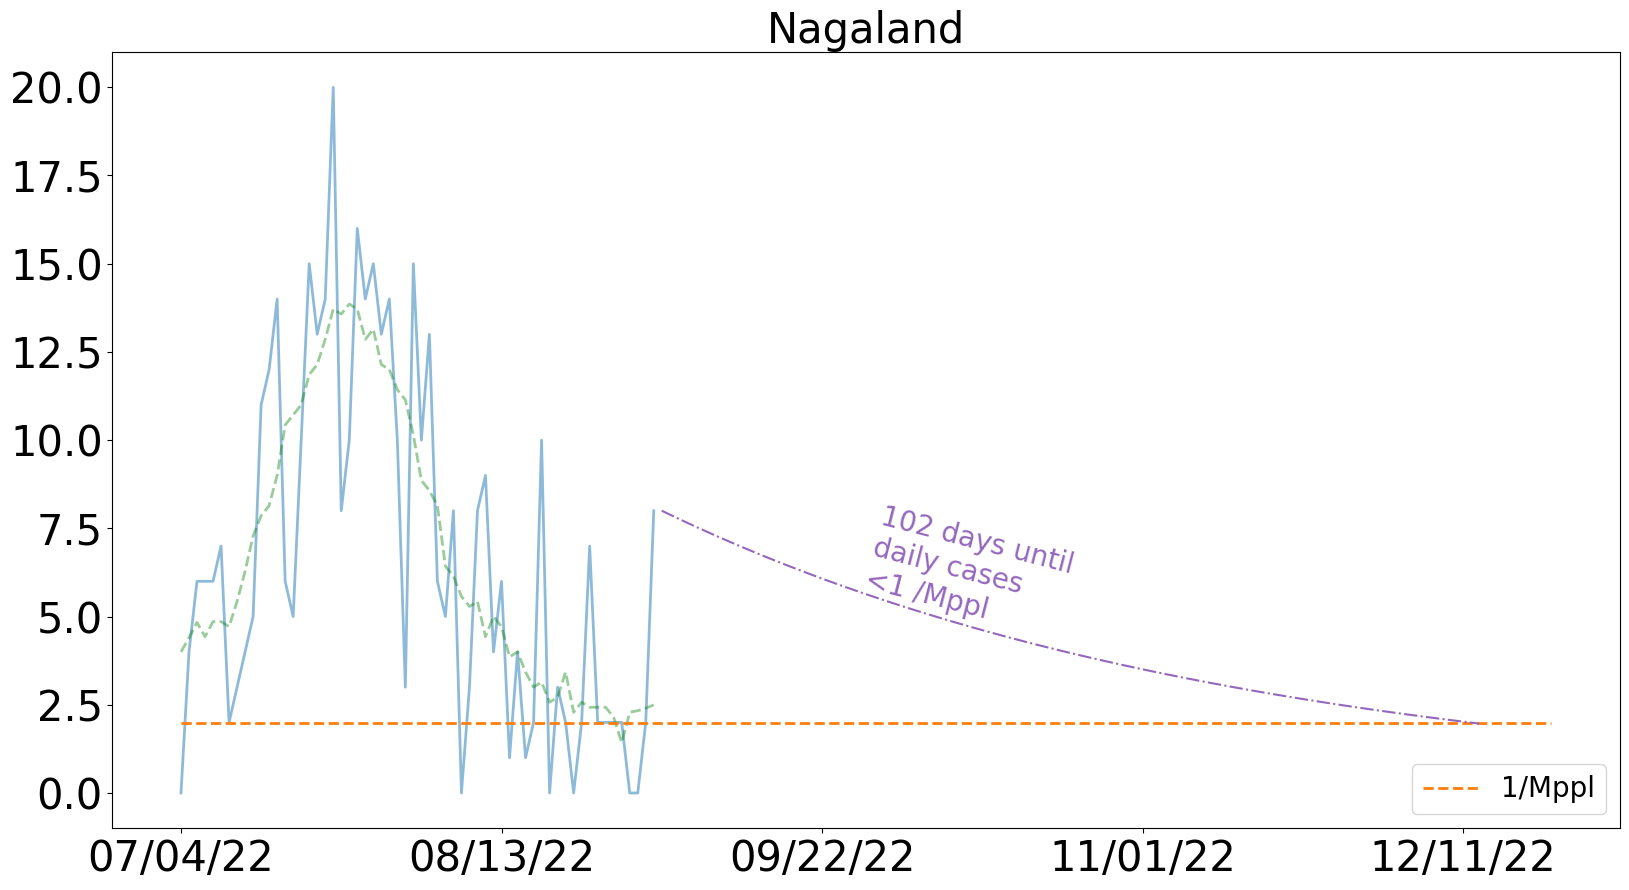 Nagaland
20.0
17.5
15.0
12.5
10.0
7.5
5.0
2.5
0.0
102 days until
daily cases
<1 /Mppl
1/Mppl
07/04/22
08/13/22
09/22/22
11/01/22
12/11/22